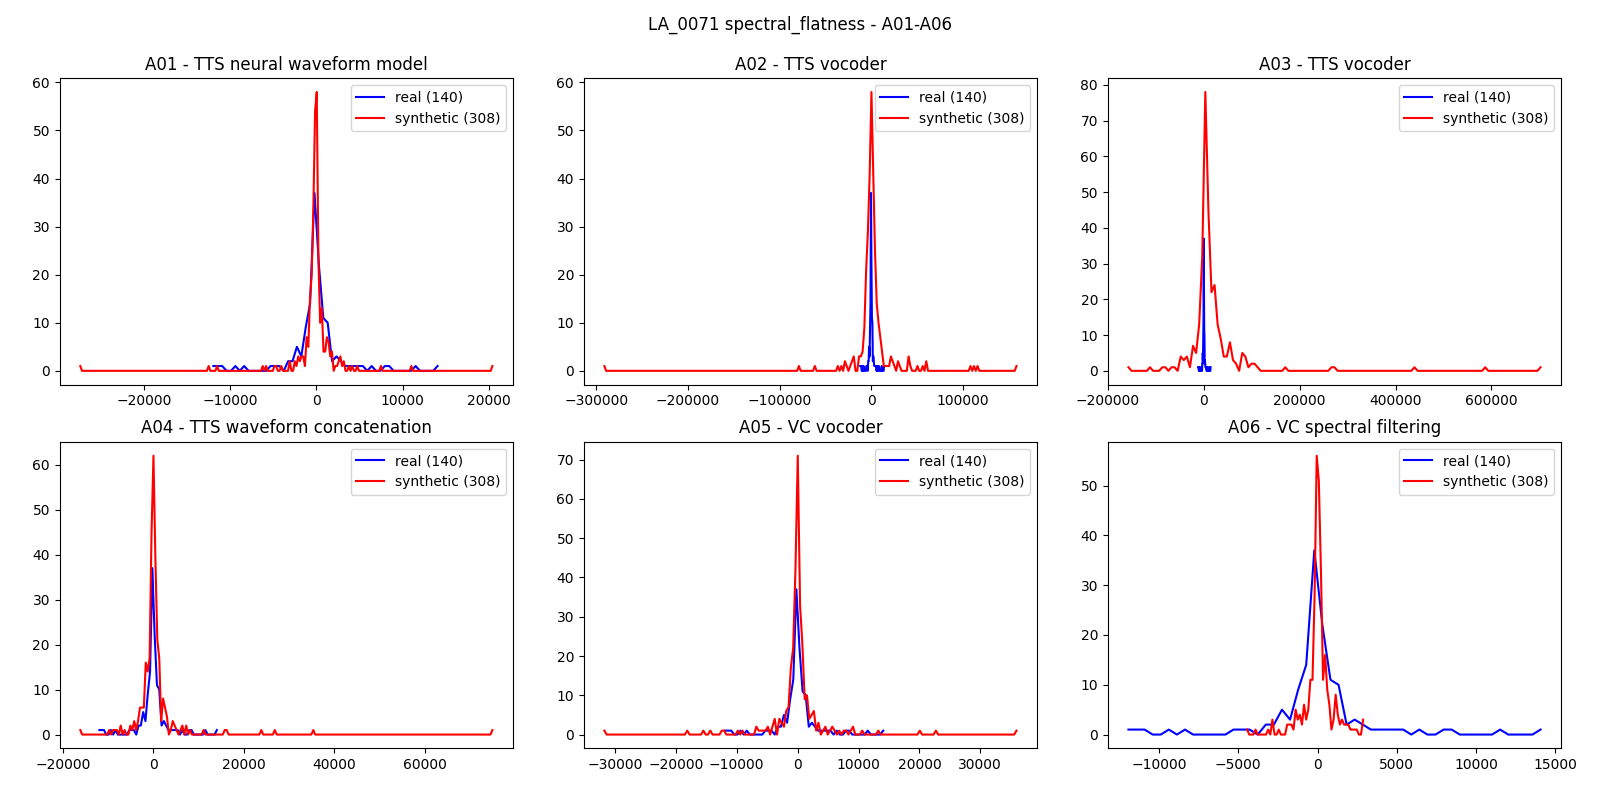 LA_0071 spectral_flatness - A01-A06
A01 - TTS neural waveform model
60
50
40
30
20
10
0
real (140)
synthetic (308)
−20000 −10000 0 10000 20000
A02 - TTS vocoder
60
50
40
30
20
10
0
real (140)
synthetic (308)
−300000 −200000 −100000 0 100000
A03 - TTS vocoder
80
70
60
50
40
30
20
10
0
real (140)
synthetic (308)
−200000 0 200000 400000 600000
A04 - TTS waveform concatenation
60
50
40
30
20
10
0
real (140)
synthetic (308)
−20000 0 20000 40000 60000
A05 - VC vocoder
70
60
50
40
30
20
10
0
real (140)
synthetic (308)
−30000 −20000 −10000 0 10000 20000 30000
A06 - VC spectral filtering
50
40
30
20
10
0
real (140)
synthetic (308)
−10000 −5000 0 5000 10000 15000